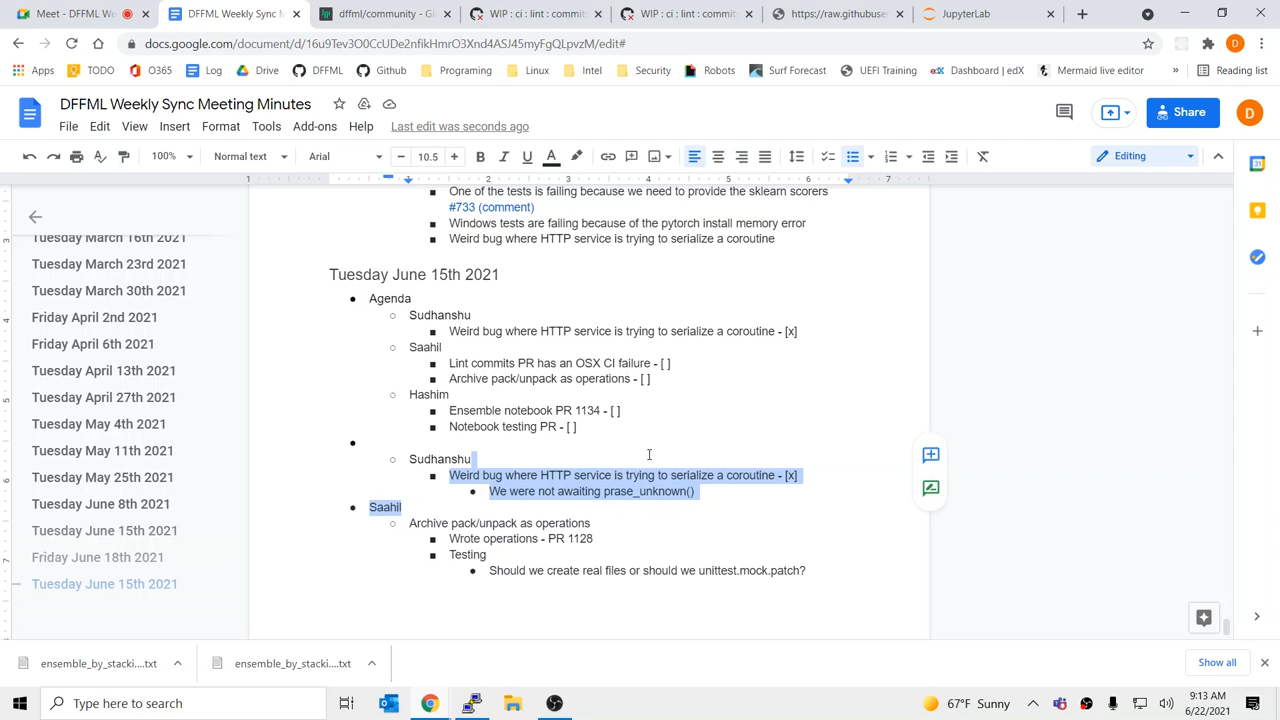 Meet - DFFML
DFFML Weekly Sync M
dffml/community - G
WIP : ci : lint : commits
WIP : ci : lint : commit
https://raw.githubuser
JupyterLab
docs.google.com/document/d/16u9Tev3O0CcUDe2nfikHmrO3XnJ4ASJ45myFgQLpvzM/edit#
Apps
TODO
O365
Log
Drive
DFFML
Github
Programing
Linux
Intel
Security
Robots
Surf Forecast
UEFI Training
Dashboard | edX
Mermaid live editor
»
Reading list
DFFML Weekly Sync Meeting Minutes
File Edit View Insert Format Tools Add-ons Help Last edit was seconds ago
Share
D
100% Normal text Arial 10.5 Editing
1 2 3 4 5 6 7
Tuesday March 16th 2021
Tuesday March 23rd 2021
Tuesday March 30th 2021
Friday April 2nd 2021
Friday April 6th 2021
Tuesday April 13th 2021
Tuesday April 27th 2021
Tuesday May 4th 2021
Tuesday May 11th 2021
Tuesday May 25th 2021
Tuesday June 8th 2021
Tuesday June 15th 2021
Friday June 18th 2021
Tuesday June 15th 2021
One of the tests is failing because we need to provide the sklearn scorers
#733 (comment)
Windows tests are failing because of the pytorch install memory error
Weird bug where HTTP service is trying to serialize a coroutine
Tuesday June 15th 2021
Agenda
Sudhanshu
Weird bug where HTTP service is trying to serialize a coroutine - [x]
Saahil
Lint commits PR has an OSX CI failure - [ ]
Archive pack/unpack as operations - [ ]
Hashim
Ensemble notebook PR 1134 - [ ]
Notebook testing PR - [ ]
Sudhanshu
Weird bug where HTTP service is trying to serialize a coroutine - [x]
We were not awaiting prase_unknown()
Saahil
Archive pack/unpack as operations
Wrote operations - PR 1128
Testing
Should we create real files or should we unittest.mock.patch?
ensemble_by_stacki....txt
ensemble_by_stacki....txt
Show all
Type here to search
67°F Sunny
9:13 AM
6/22/2021